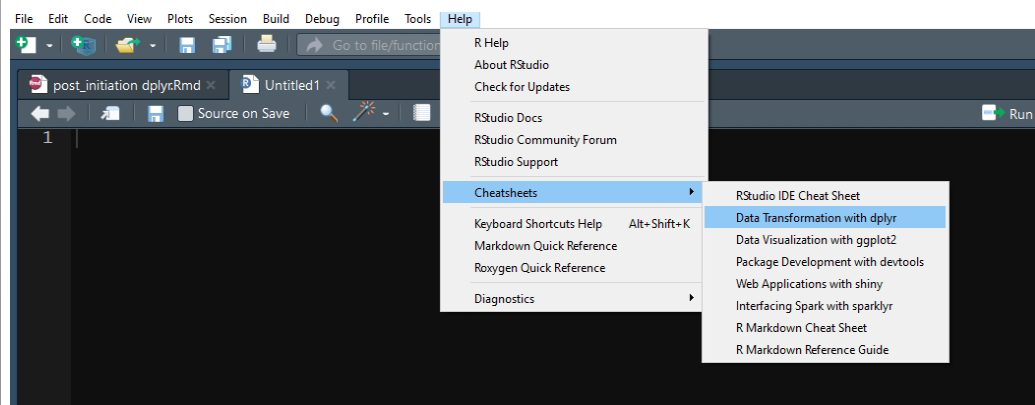 File Edit Code View Plots Session Build Debug Profile Tools Help
Go to file/function
post_initiation dplyr.Rmd
Untitled1
Source on Save
Run
1
R Help
About RStudio
Check for Updates
RStudio Docs
RStudio Community Forum
RStudio Support
Cheatsheets
Keyboard Shortcuts Help Alt+Shift+K
Markdown Quick Reference
Roxygen Quick Reference
Diagnostics
RStudio IDE Cheat Sheet
Data Transformation with dplyr
Data Visualization with ggplot2
Package Development with devtools
Web Applications with shiny
Interfacing Spark with sparklyr
R Markdown Cheat Sheet
R Markdown Reference Guide